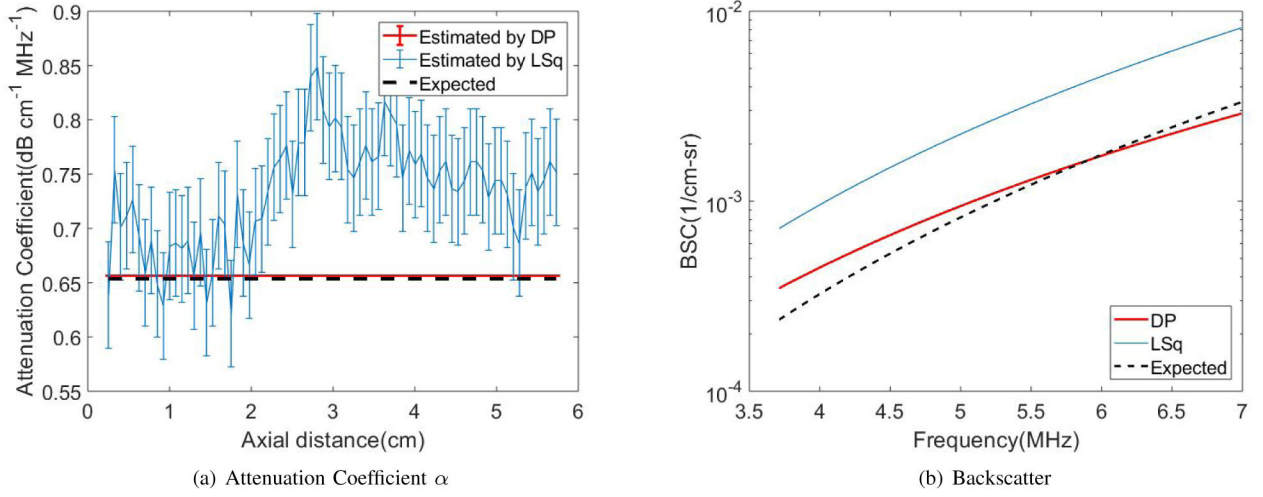 0.9
0.85
0.8
0.75
0.7
0.65
0.6
0.55
Attenuation Coefficient(dB cm⁻¹ MHz⁻¹)
0 1 2 3 4 5 6
Axial distance(cm)
Estimated by DP
Estimated by LSq
Expected
(a) Attenuation Coefficient α
10⁻²
10⁻³
10⁻⁴
BSC(1/cm-sr)
3.5 4 4.5 5 5.5 6 6.5 7
Frequency(MHz)
DP
LSq
Expected
(b) Backscatter